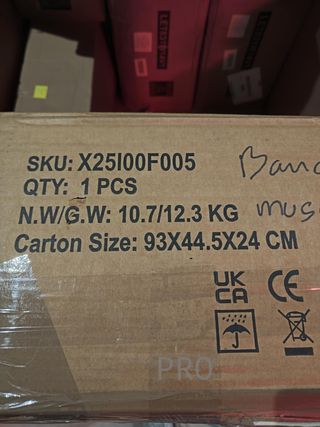 SKU: X25I00F005
QTY: 1 PCS
N.W/G.W: 10.7/12.3 KG
Carton Size: 93X44.5X24 CM
UK
CA
CE
PRO